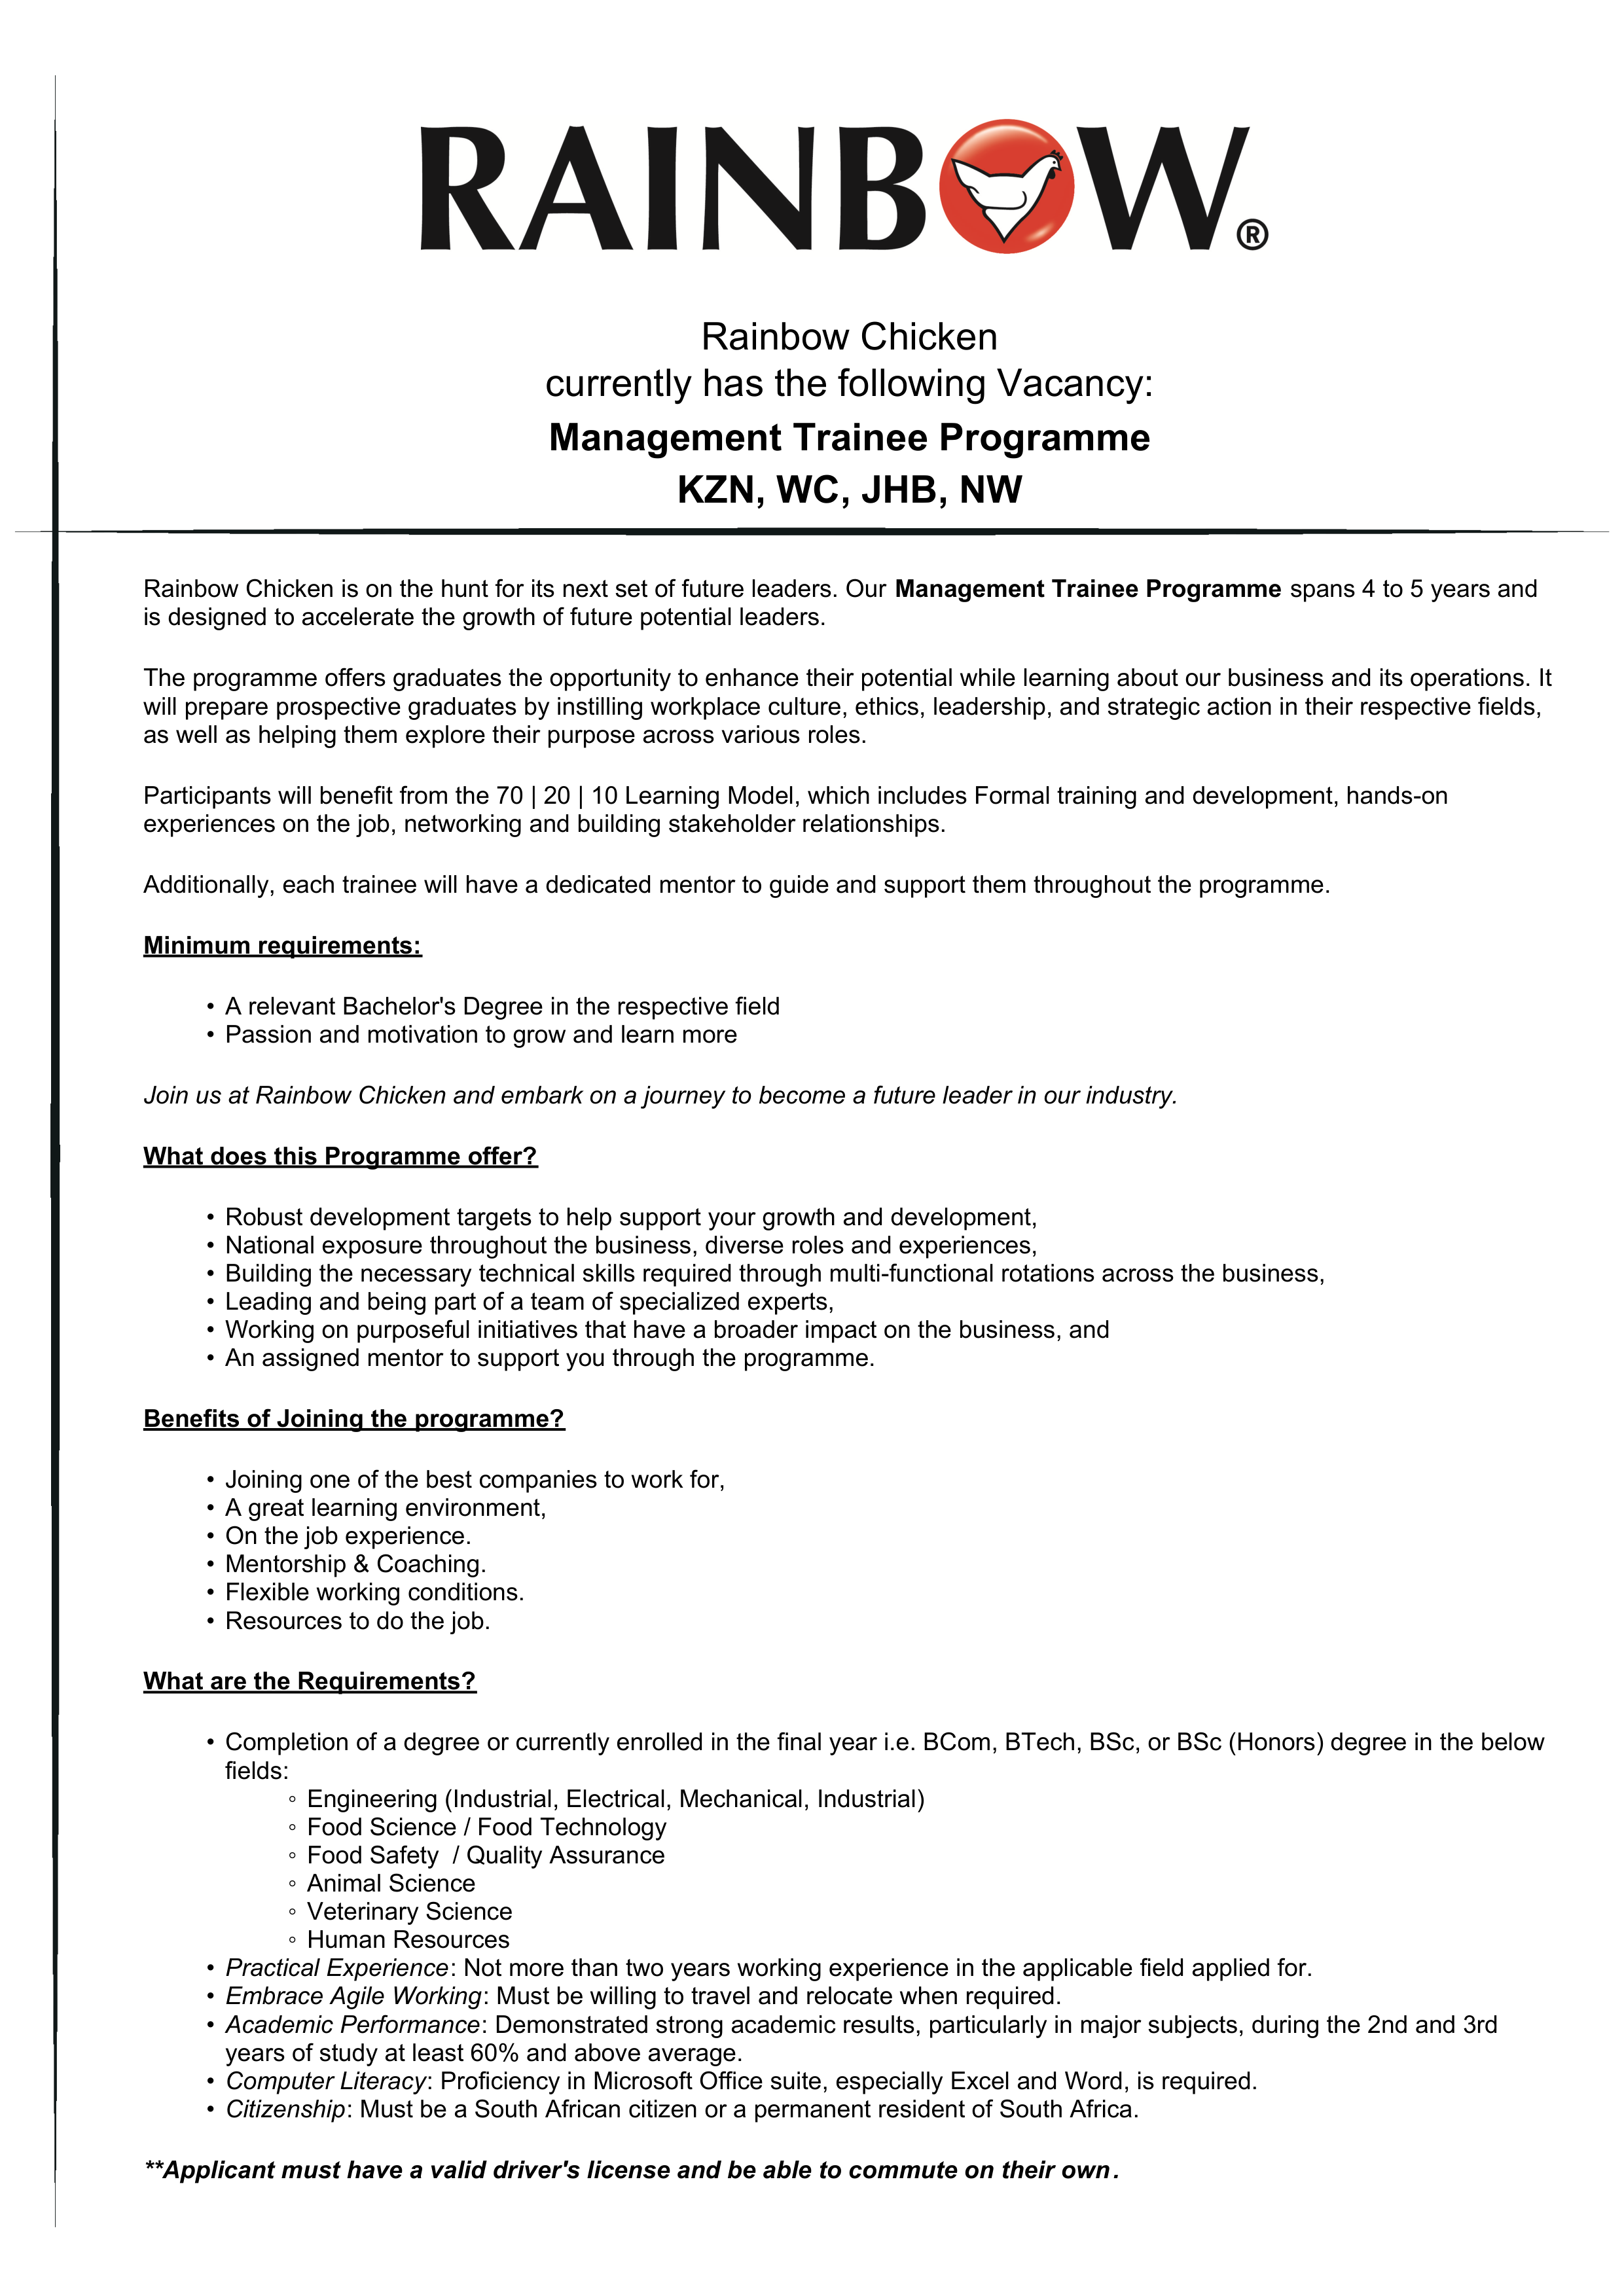 RAINBOW®
Rainbow Chicken
currently has the following Vacancy:
Management Trainee Programme
KZN, WC, JHB, NW
Rainbow Chicken is on the hunt for its next set of future leaders. Our Management Trainee Programme spans 4 to 5 years and
is designed to accelerate the growth of future potential leaders.
The programme offers graduates the opportunity to enhance their potential while learning about our business and its operations. It
will prepare prospective graduates by instilling workplace culture, ethics, leadership, and strategic action in their respective fields,
as well as helping them explore their purpose across various roles.
Participants will benefit from the 70 | 20 | 10 Learning Model, which includes Formal training and development, hands-on
experiences on the job, networking and building stakeholder relationships.
Additionally, each trainee will have a dedicated mentor to guide and support them throughout the programme.
Minimum requirements:
• A relevant Bachelor's Degree in the respective field
• Passion and motivation to grow and learn more
Join us at Rainbow Chicken and embark on a journey to become a future leader in our industry.
What does this Programme offer?
• Robust development targets to help support your growth and development,
• National exposure throughout the business, diverse roles and experiences,
• Building the necessary technical skills required through multi-functional rotations across the business,
• Leading and being part of a team of specialized experts,
• Working on purposeful initiatives that have a broader impact on the business, and
• An assigned mentor to support you through the programme.
Benefits of Joining the programme?
• Joining one of the best companies to work for,
• A great learning environment,
• On the job experience.
• Mentorship & Coaching.
• Flexible working conditions.
• Resources to do the job.
What are the Requirements?
• Completion of a degree or currently enrolled in the final year i.e. BCom, BTech, BSc, or BSc (Honors) degree in the below
fields:
◦ Engineering (Industrial, Electrical, Mechanical, Industrial)
◦ Food Science / Food Technology
◦ Food Safety / Quality Assurance
◦ Animal Science
◦ Veterinary Science
◦ Human Resources
• Practical Experience: Not more than two years working experience in the applicable field applied for.
• Embrace Agile Working: Must be willing to travel and relocate when required.
• Academic Performance: Demonstrated strong academic results, particularly in major subjects, during the 2nd and 3rd
years of study at least 60% and above average.
• Computer Literacy: Proficiency in Microsoft Office suite, especially Excel and Word, is required.
• Citizenship: Must be a South African citizen or a permanent resident of South Africa.
**Applicant must have a valid driver's license and be able to commute on their own.